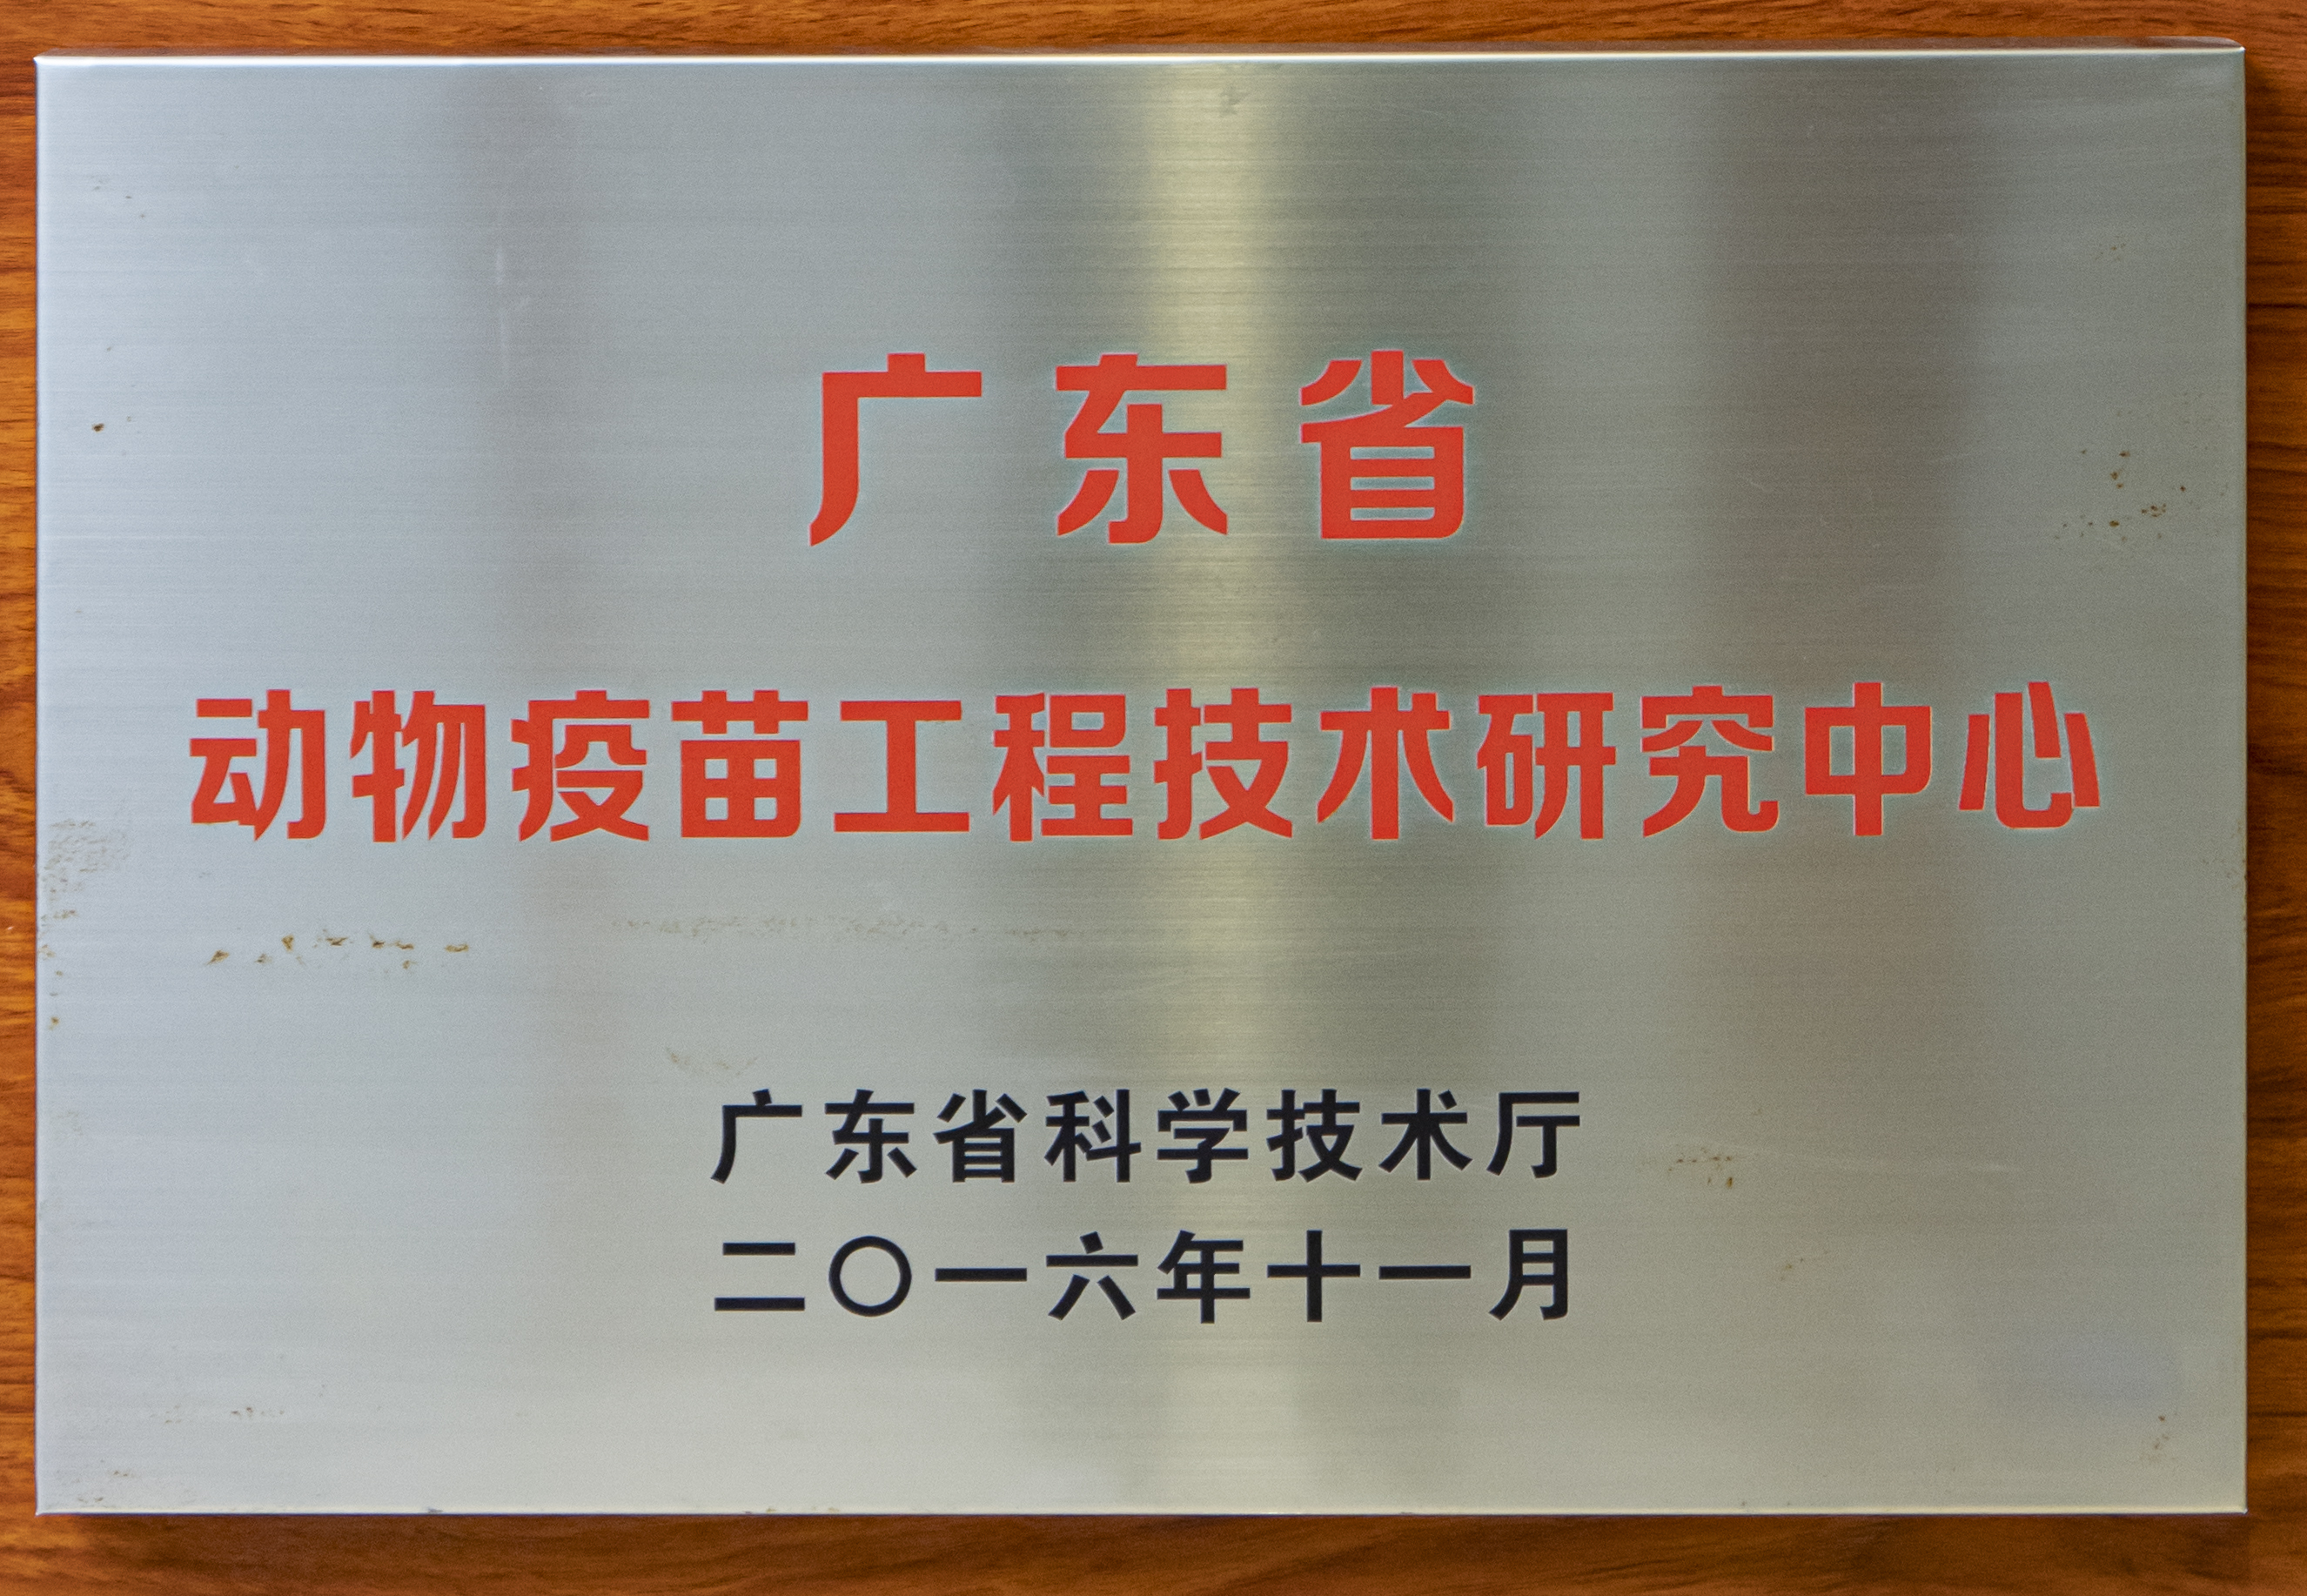 广东省
动物疫苗工程技术研究中心
广东省科学技术厅
二〇一六年十一月